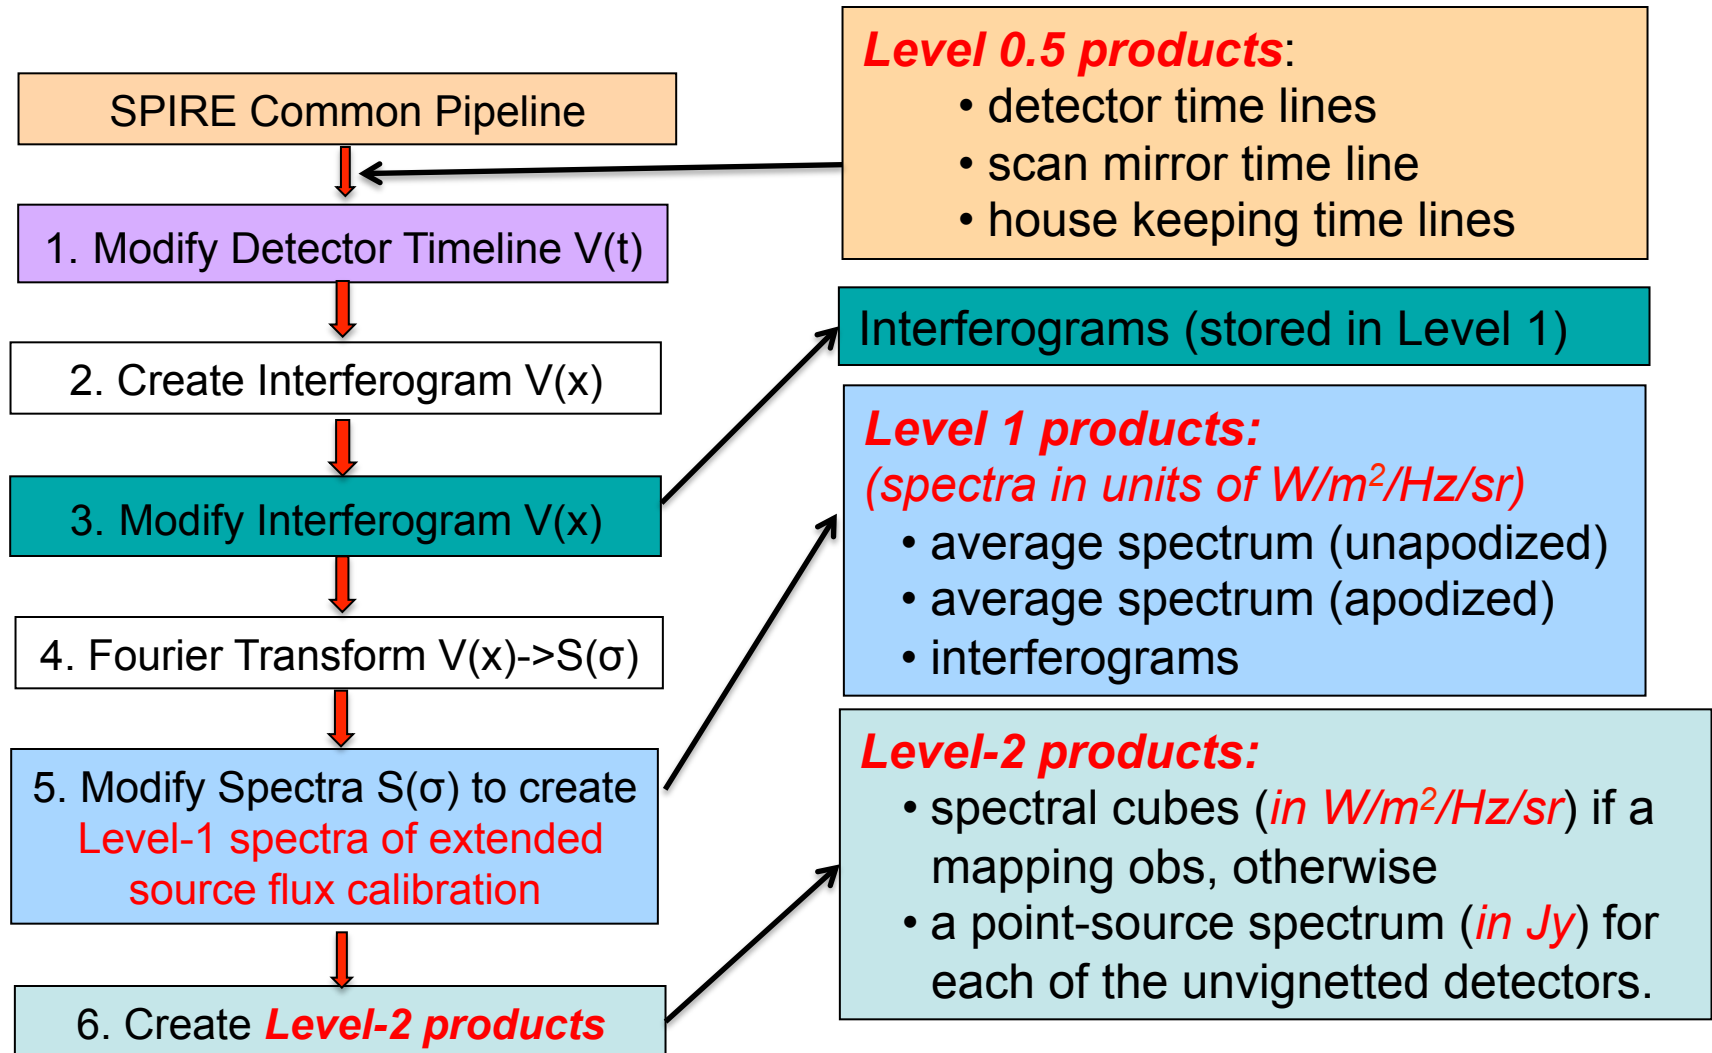 SPIRE Common Pipeline
1. Modify Detector Timeline V(t)
2. Create Interferogram V(x)
3. Modify Interferogram V(x)
4. Fourier Transform V(x)->S(σ)
5. Modify Spectra S(σ) to create
Level-1 spectra of extended
source flux calibration
6. Create Level-2 products
Level 0.5 products:
• detector time lines
• scan mirror time line
• house keeping time lines
Interferograms (stored in Level 1)
Level 1 products:
(spectra in units of W/m²/Hz/sr)
• average spectrum (unapodized)
• average spectrum (apodized)
• interferograms
Level-2 products:
• spectral cubes (in W/m²/Hz/sr) if a
mapping obs, otherwise
• a point-source spectrum (in Jy) for
each of the unvignetted detectors.